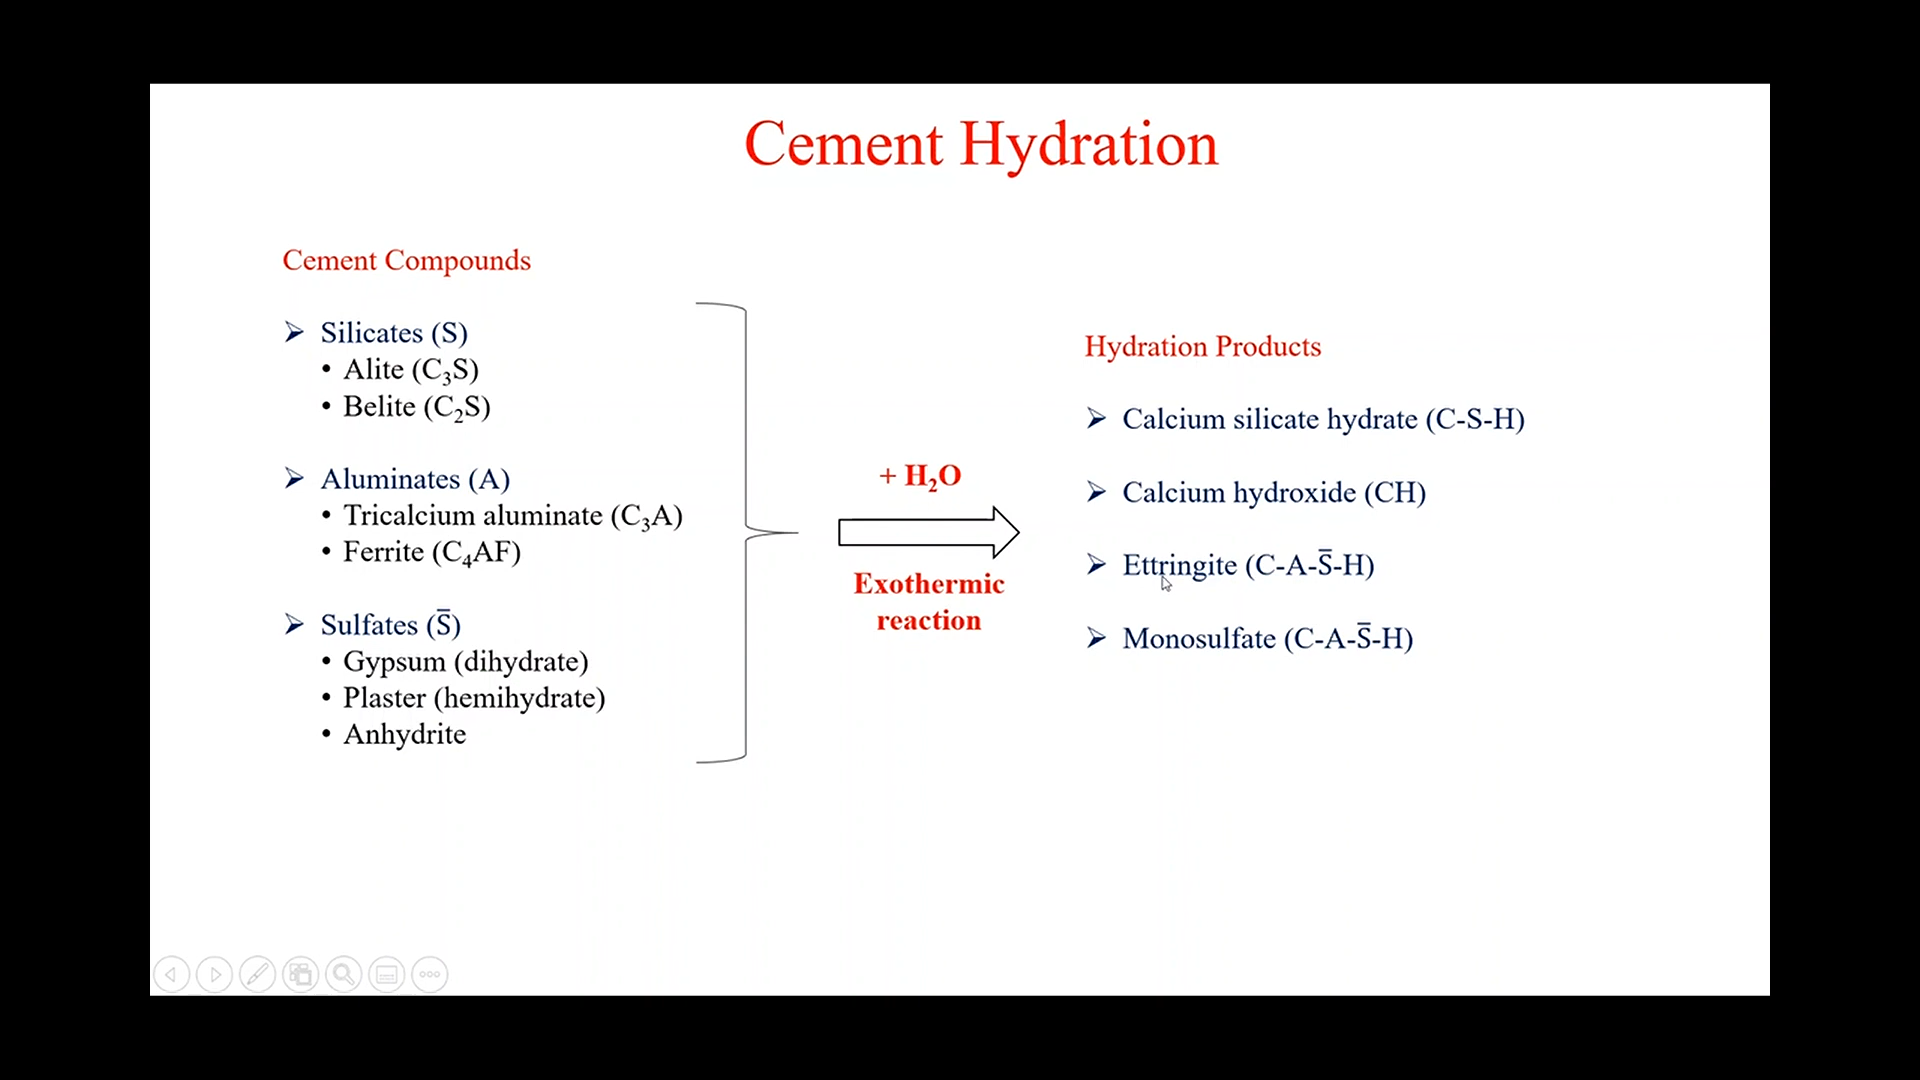 Cement Hydration
Cement Compounds
➢ Silicates (S)
• Alite (C₃S)
• Belite (C₂S)
➢ Aluminates (A)
• Tricalcium aluminate (C₃A)
• Ferrite (C₄AF)
➢ Sulfates (S̅)
• Gypsum (dihydrate)
• Plaster (hemihydrate)
• Anhydrite
+ H₂O
Exothermic
reaction
Hydration Products
➢ Calcium silicate hydrate (C-S-H)
➢ Calcium hydroxide (CH)
➢ Ettringite (C-A-S̅-H)
➢ Monosulfate (C-A-S̅-H)